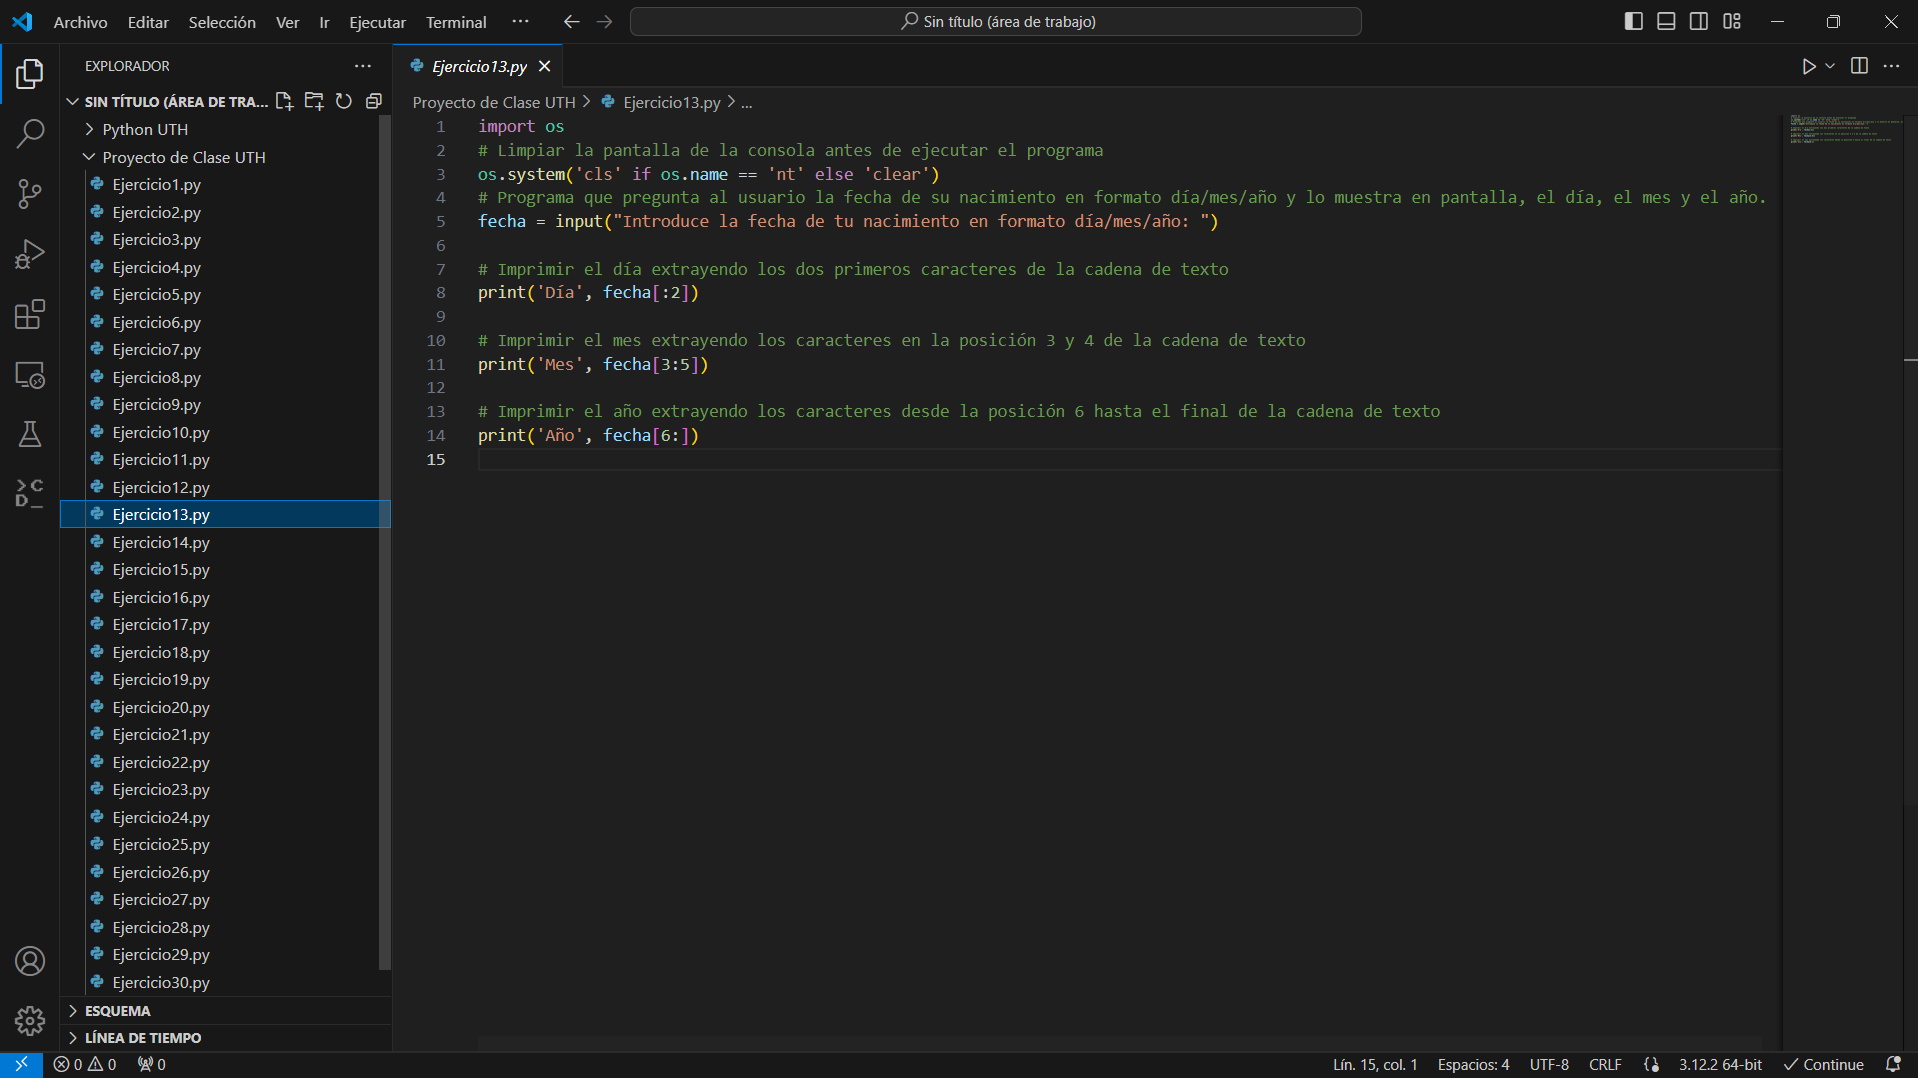 Archivo Editar Selección Ver Ir Ejecutar Terminal ··· Sin título (área de trabajo)
EXPLORADOR ···
SIN TÍTULO (ÁREA DE TRA...
Python UTH
Proyecto de Clase UTH
Ejercicio1.py
Ejercicio2.py
Ejercicio3.py
Ejercicio4.py
Ejercicio5.py
Ejercicio6.py
Ejercicio7.py
Ejercicio8.py
Ejercicio9.py
Ejercicio10.py
Ejercicio11.py
Ejercicio12.py
Ejercicio13.py
Ejercicio14.py
Ejercicio15.py
Ejercicio16.py
Ejercicio17.py
Ejercicio18.py
Ejercicio19.py
Ejercicio20.py
Ejercicio21.py
Ejercicio22.py
Ejercicio23.py
Ejercicio24.py
Ejercicio25.py
Ejercicio26.py
Ejercicio27.py
Ejercicio28.py
Ejercicio29.py
Ejercicio30.py
ESQUEMA
LÍNEA DE TIEMPO
Ejercicio13.py
Proyecto de Clase UTH > Ejercicio13.py > ...
1 import os
2 # Limpiar la pantalla de la consola antes de ejecutar el programa
3 os.system('cls' if os.name == 'nt' else 'clear')
4 # Programa que pregunta al usuario la fecha de su nacimiento en formato día/mes/año y lo muestra en pantalla, el día, el mes y el año.
5 fecha = input("Introduce la fecha de tu nacimiento en formato día/mes/año: ")
6
7 # Imprimir el día extrayendo los dos primeros caracteres de la cadena de texto
8 print('Día', fecha[:2])
9
10 # Imprimir el mes extrayendo los caracteres en la posición 3 y 4 de la cadena de texto
11 print('Mes', fecha[3:5])
12
13 # Imprimir el año extrayendo los caracteres desde la posición 6 hasta el final de la cadena de texto
14 print('Año', fecha[6:])
15
0 0 0 Lín. 15, col. 1 Espacios: 4 UTF-8 CRLF 3.12.2 64-bit Continue